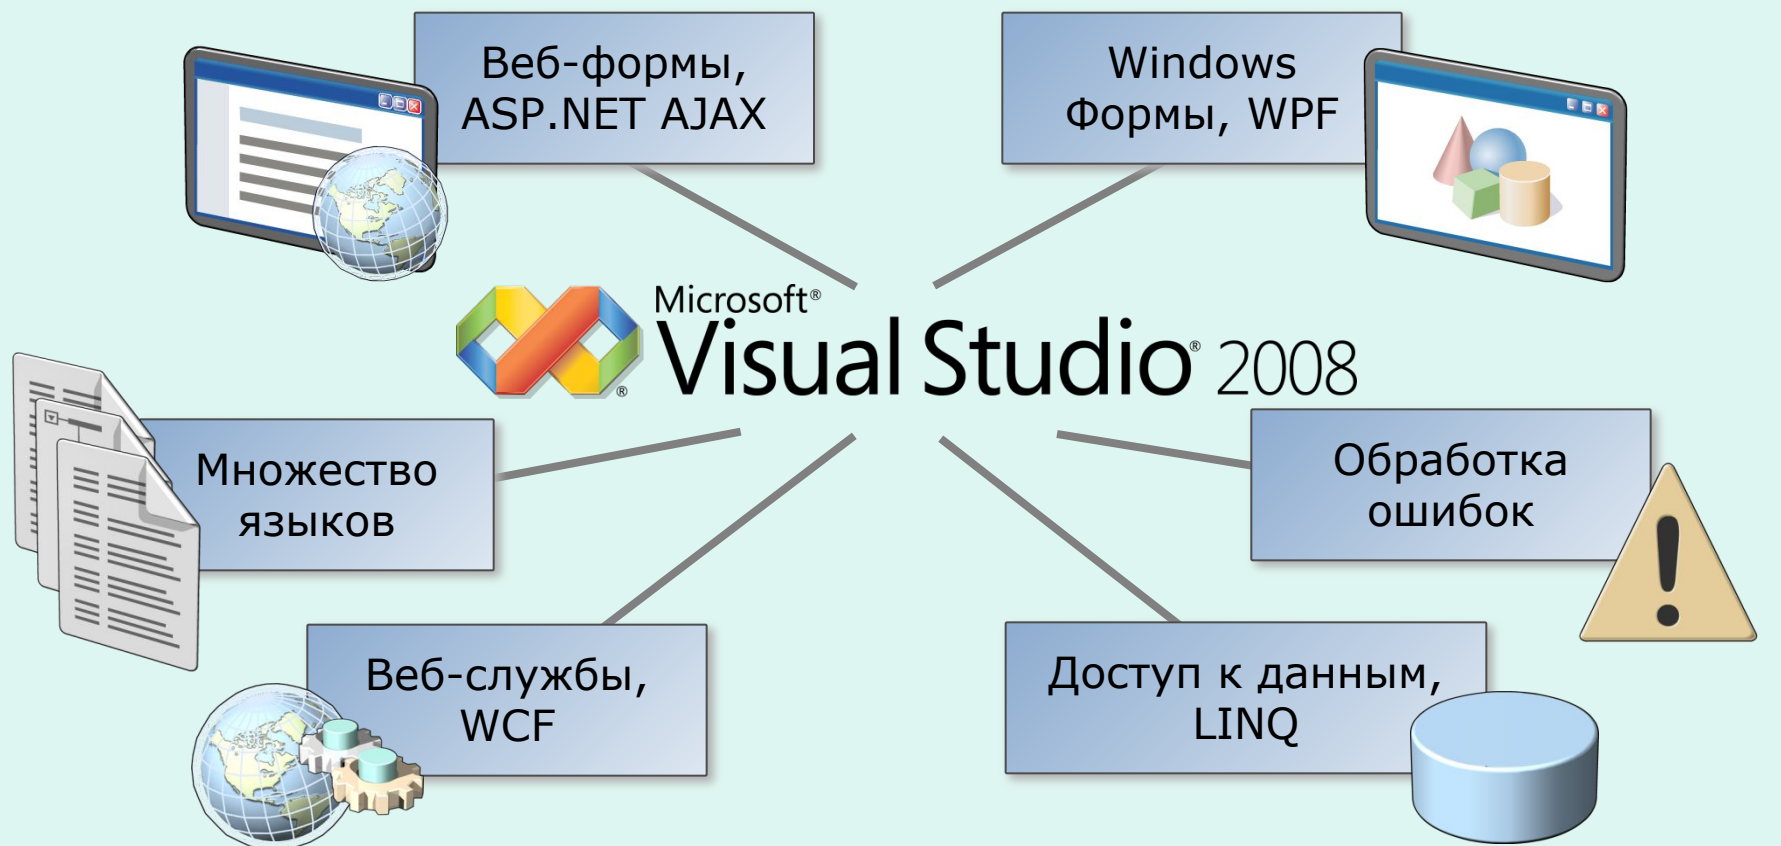 Веб-формы,
ASP.NET AJAX
Windows
Формы, WPF
Microsoft®
Visual Studio® 2008
®
Множество
языков
Обработка
ошибок
Веб-службы,
WCF
Доступ к данным,
LINQ